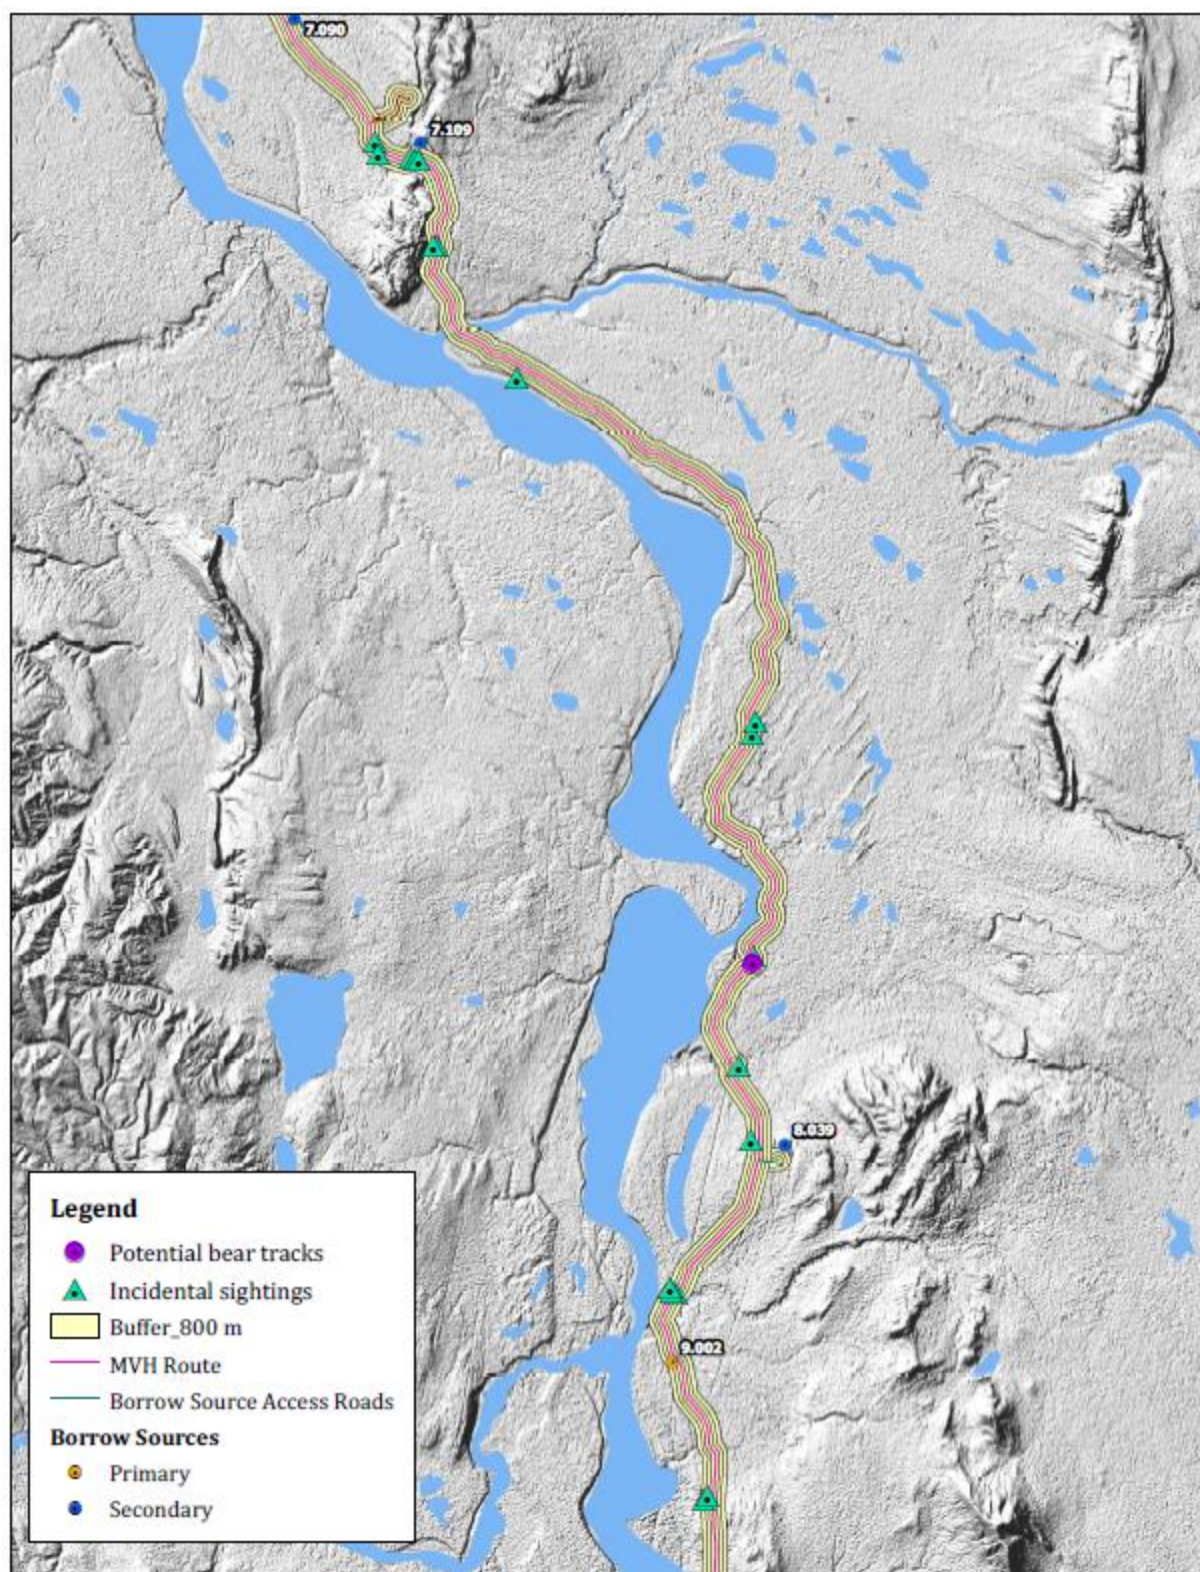 7.090
7.109
8.039
9.002
Legend
Potential bear tracks
Incidental sightings
Buffer_800 m
MVH Route
Borrow Source Access Roads
Borrow Sources
Primary
Secondary